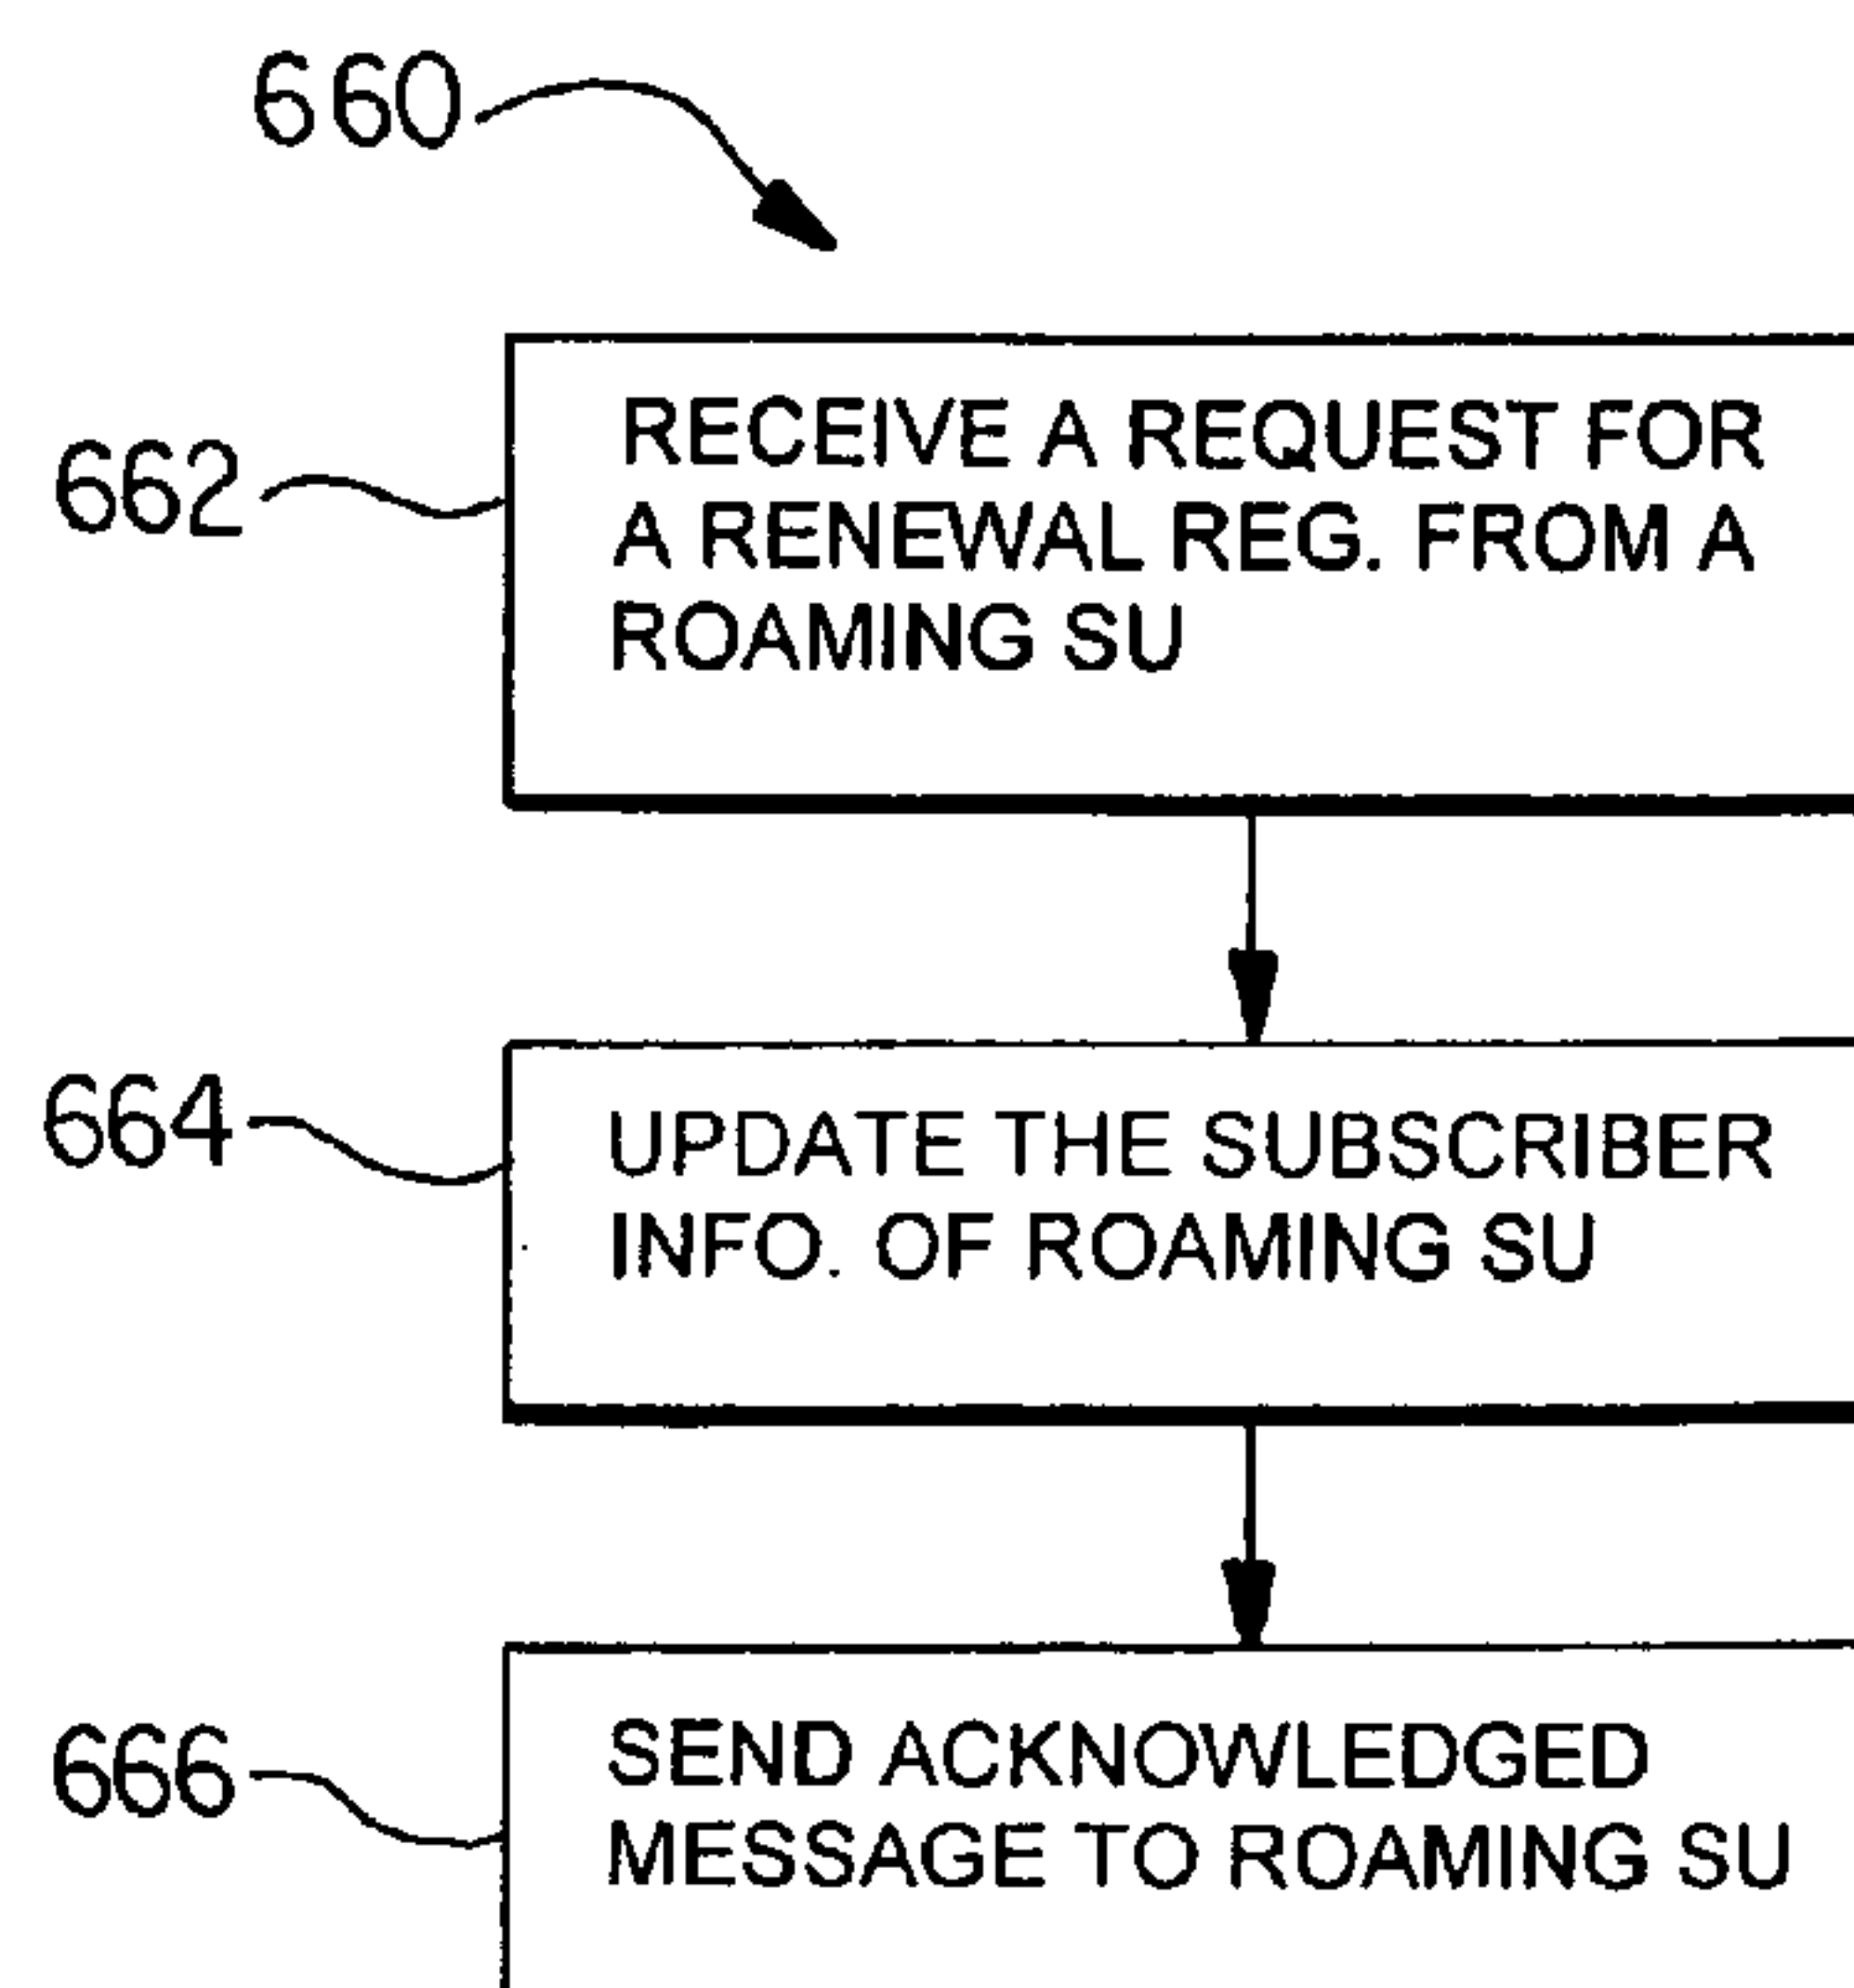 660
662
RECEIVE A REQUEST FOR
A RENEWAL REG. FROM A
ROAMING SU
664
UPDATE THE SUBSCRIBER
INFO. OF ROAMING SU
666
SEND ACKNOWLEDGED
MESSAGE TO ROAMING SU